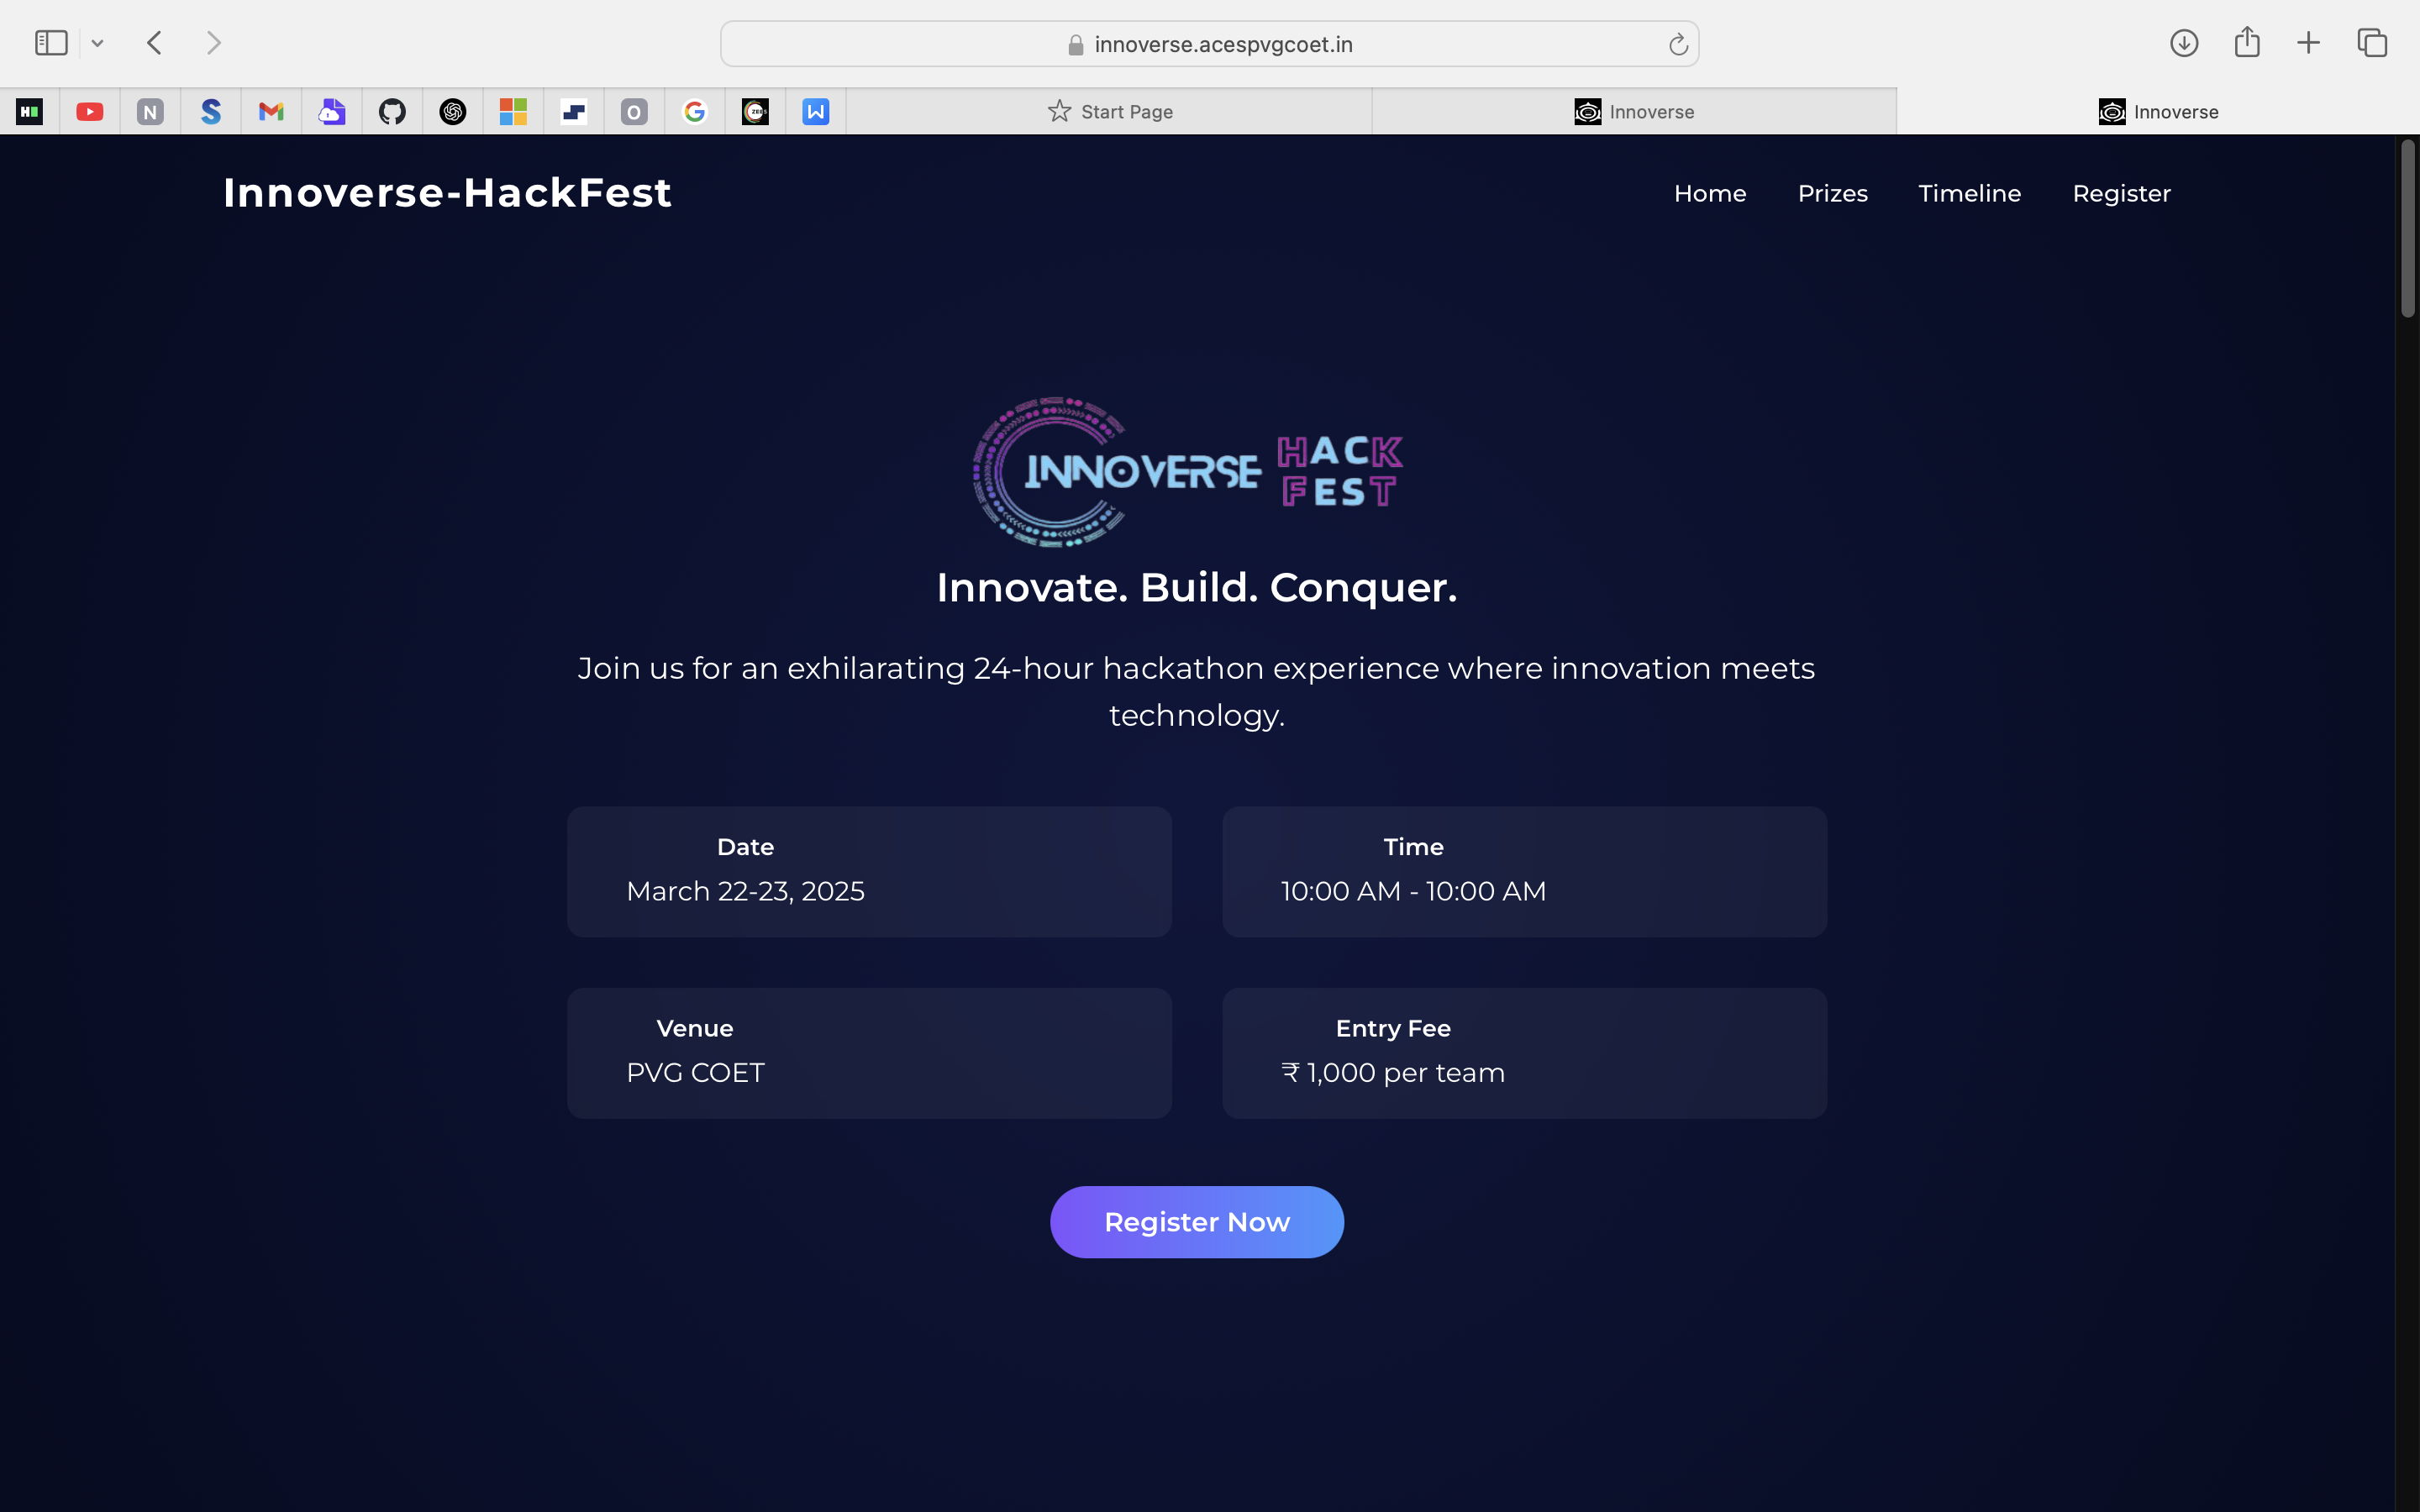 innoverse.acespvgcoet.in
Start Page
Innoverse
Innoverse
Innoverse-HackFest
Home
Prizes
Timeline
Register
INNOVERSE
HACK
FEST
Innovate. Build. Conquer.
Join us for an exhilarating 24-hour hackathon experience where innovation meets
technology.
Date
March 22-23, 2025
Time
10:00 AM - 10:00 AM
Venue
PVG COET
Entry Fee
₹ 1,000 per team
Register Now